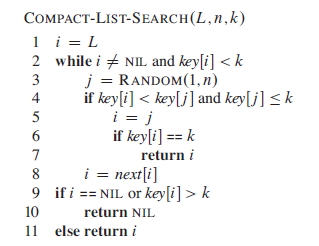 COMPACT-LIST-SEARCH(L, n, k)
1 i = L
2 while i ≠ NIL and key[i] < k
3 j = RANDOM(1, n)
4 if key[i] < key[j] and key[j] ≤ k
5 i = j
6 if key[i] == k
7 return i
8 i = next[i]
9 if i == NIL or key[i] > k
10 return NIL
11 else return i